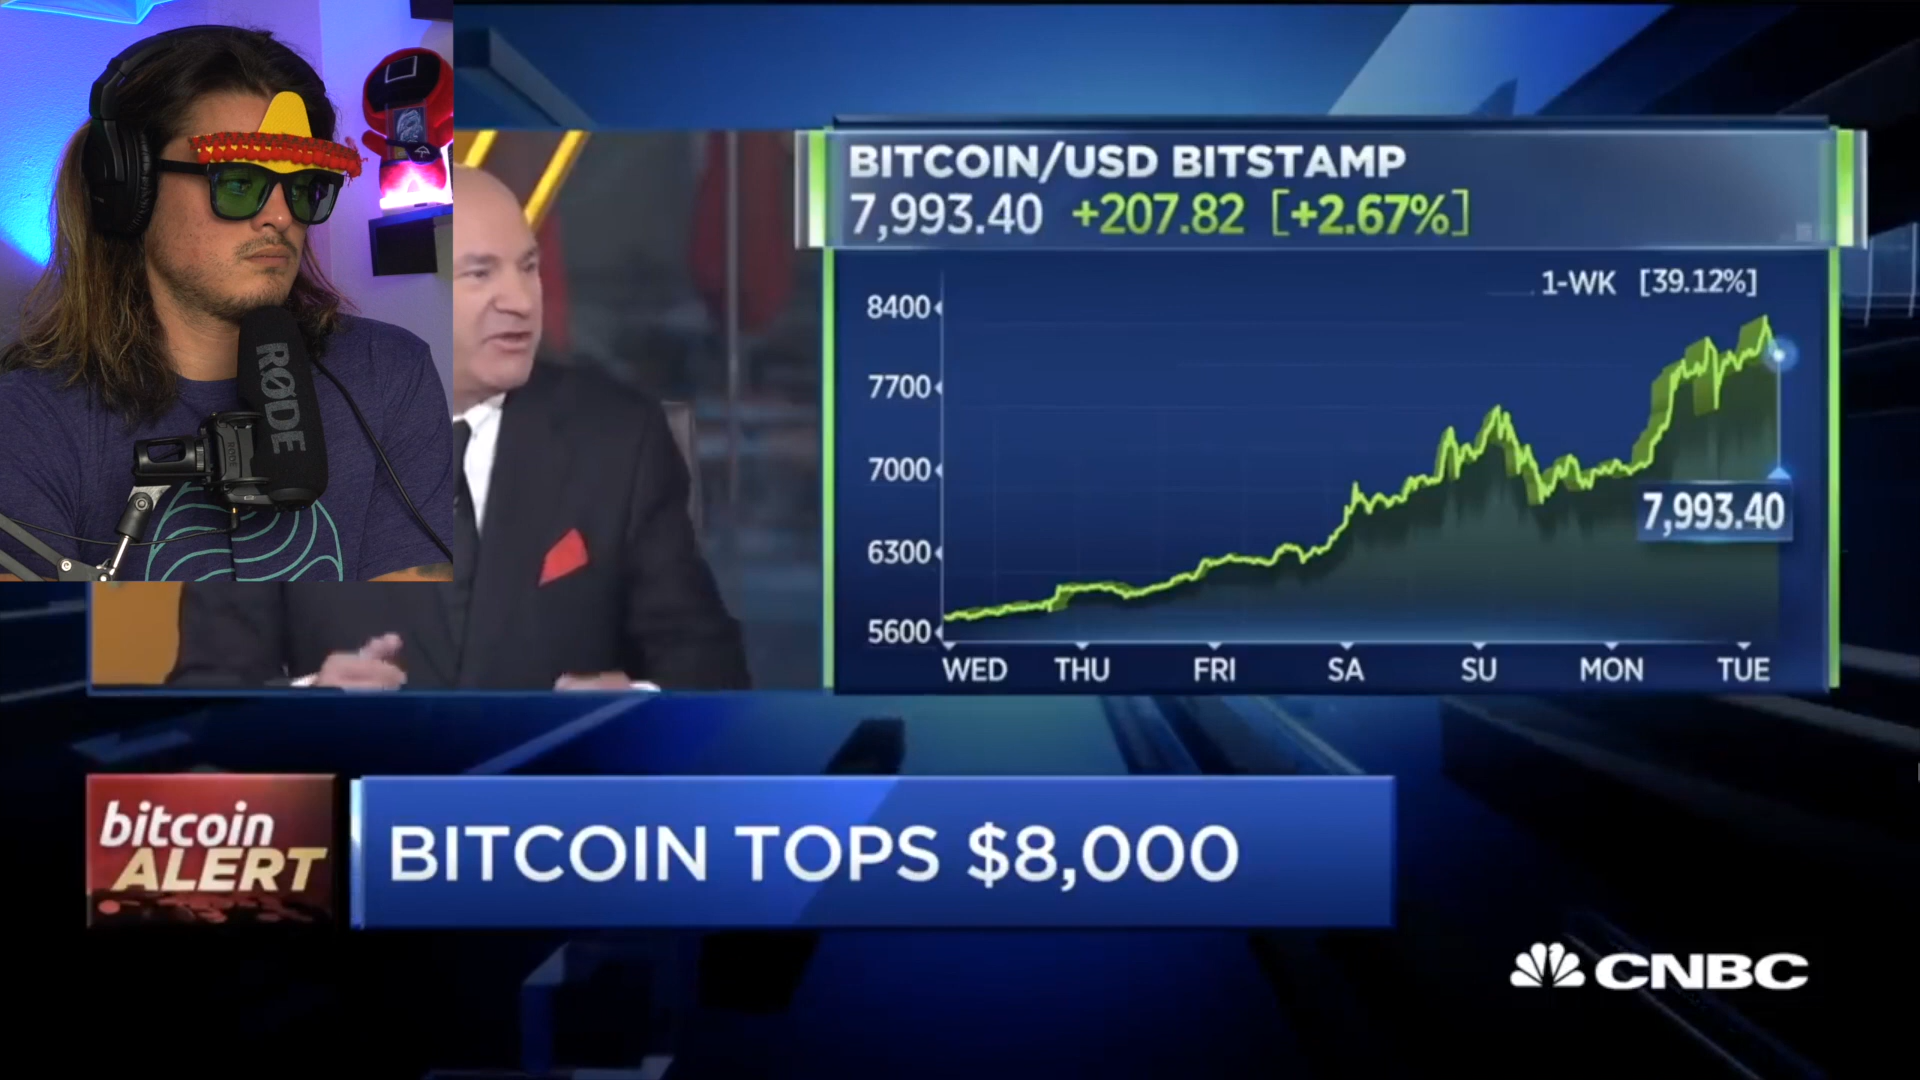 RØDE
BITCOIN/USD BITSTAMP
7,993.40 +207.82 [+2.67%]
1-WK [39.12%]
8400
7700
7000
6300
5600
7,993.40
WED THU FRI SA SU MON TUE
bitcoin
ALERT
BITCOIN TOPS $8,000
CNBC